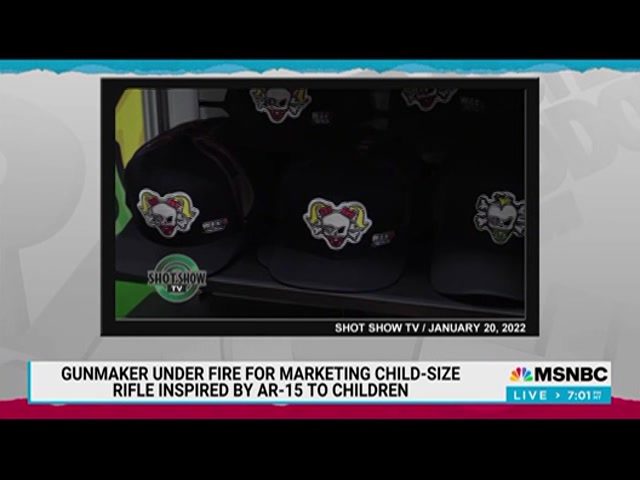 SHOT SHOW
TV
SHOT SHOW TV / JANUARY 20, 2022
GUNMAKER UNDER FIRE FOR MARKETING CHILD-SIZE
RIFLE INSPIRED BY AR-15 TO CHILDREN
MSNBC
LIVE > 7:01